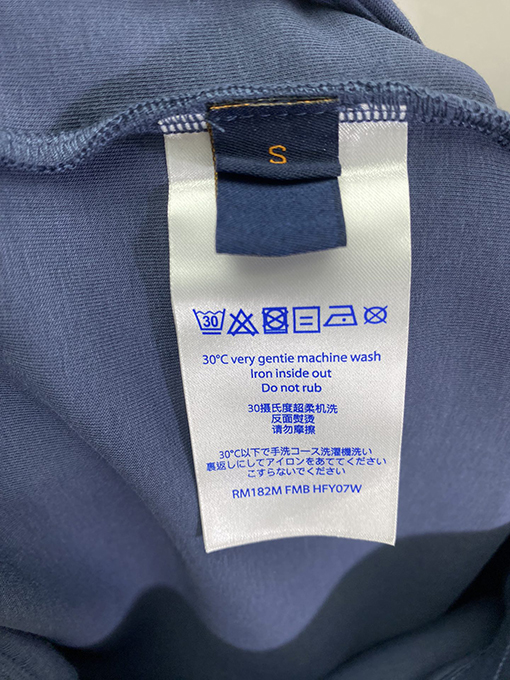 S
30
30°C very gentie machine wash
Iron inside out
Do not rub
30摄氏度超柔机洗
反面熨烫
请勿摩擦
30°C以下で手洗コース洗濯機洗い
裏返しにしてアイロンをあててください
こすらないでください
RM182M FMB HFY07W